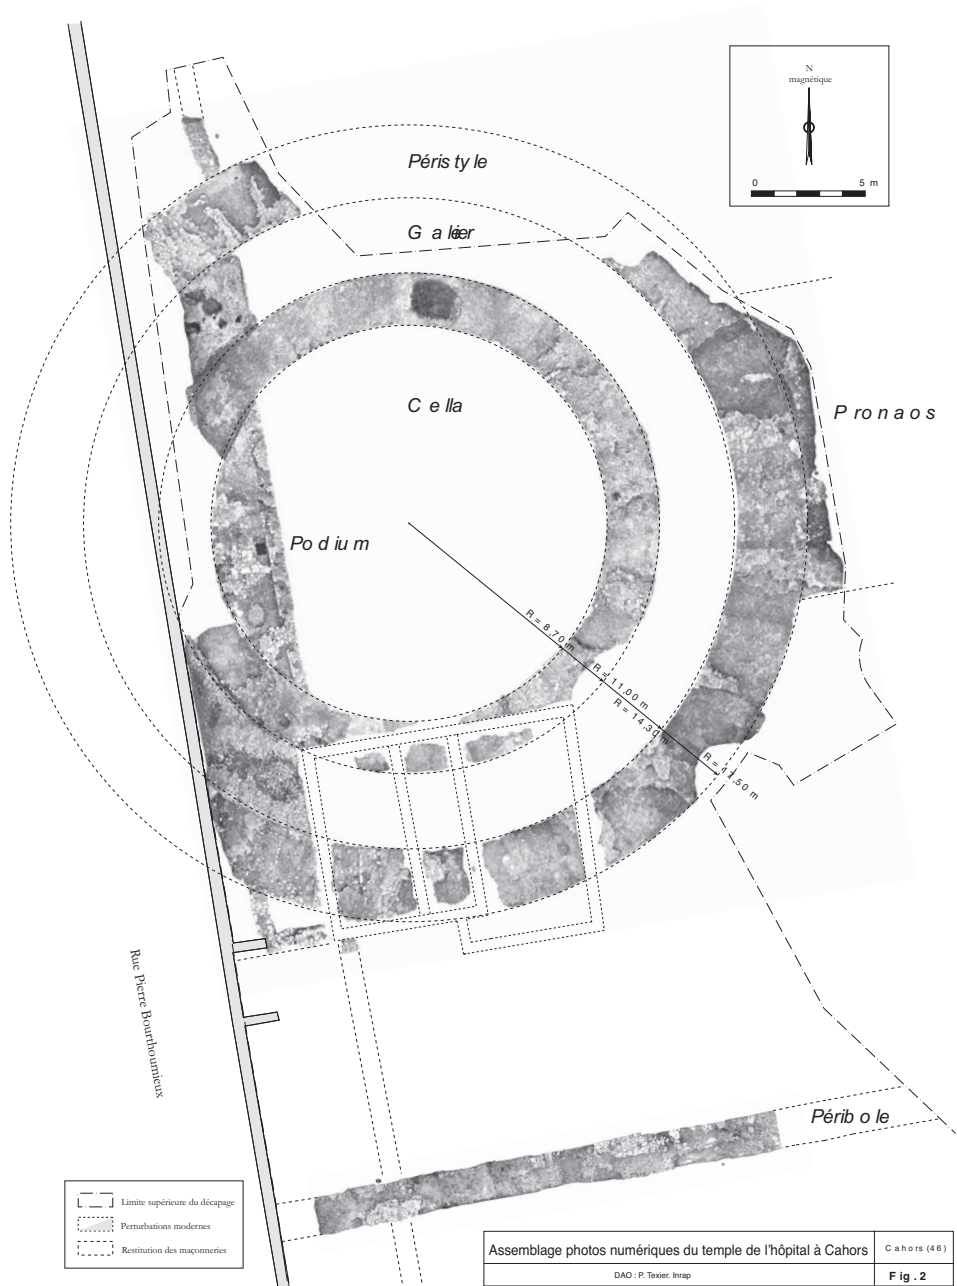 N
magnétique
0 5 m
Péristyle
Galerie
Cella
Pronaos
Podium
R = 8,70 m
R = 11,00 m
R = 14,30 m
R = 17,50 m
Rue Pierre Bourthoumieux
Péribole
Limite supérieure du décapage
Perturbations modernes
Restitution des maçonneries
Assemblage photos numériques du temple de l'hôpital à Cahors
Cahors (46)
DAO : P. Texier. Inrap
Fig. 2